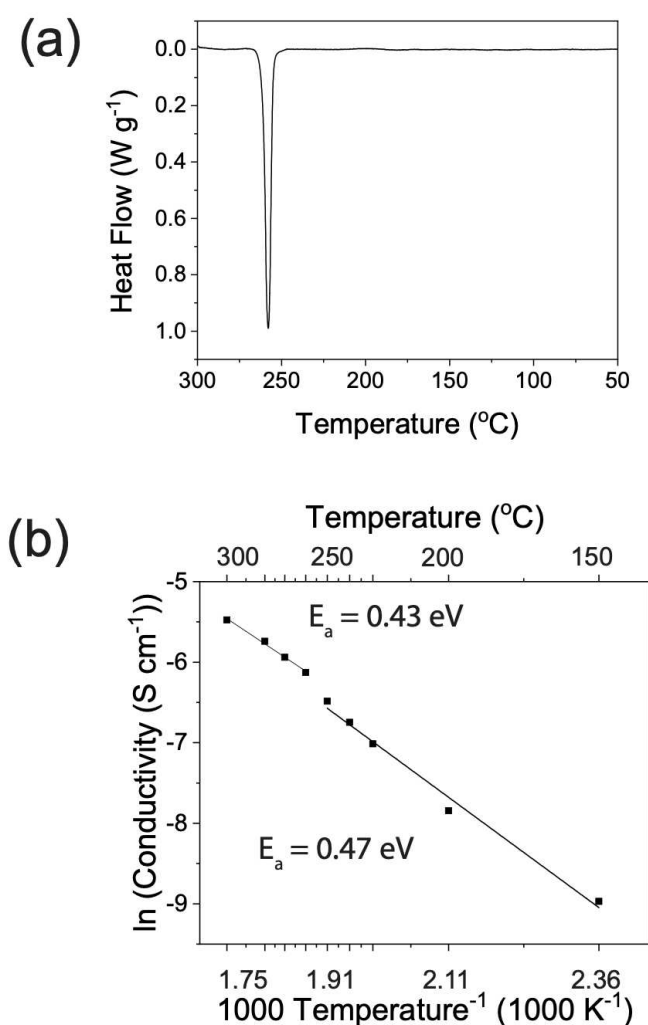 (a)
0.0
0.2
0.4
0.6
0.8
1.0
Heat Flow (W g⁻¹)
300 250 200 150 100 50
Temperature (°C)
(b)
Temperature (°C)
300 250 200 150
-5
-6
-7
-8
-9
ln (Conductivity (S cm⁻¹))
Eₐ = 0.43 eV
Eₐ = 0.47 eV
1.75 1.91 2.11 2.36
1000 Temperature⁻¹ (1000 K⁻¹)